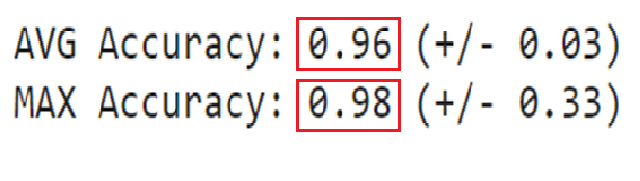 AVG Accuracy: 0.96 (+/- 0.03)
MAX Accuracy: 0.98 (+/- 0.33)